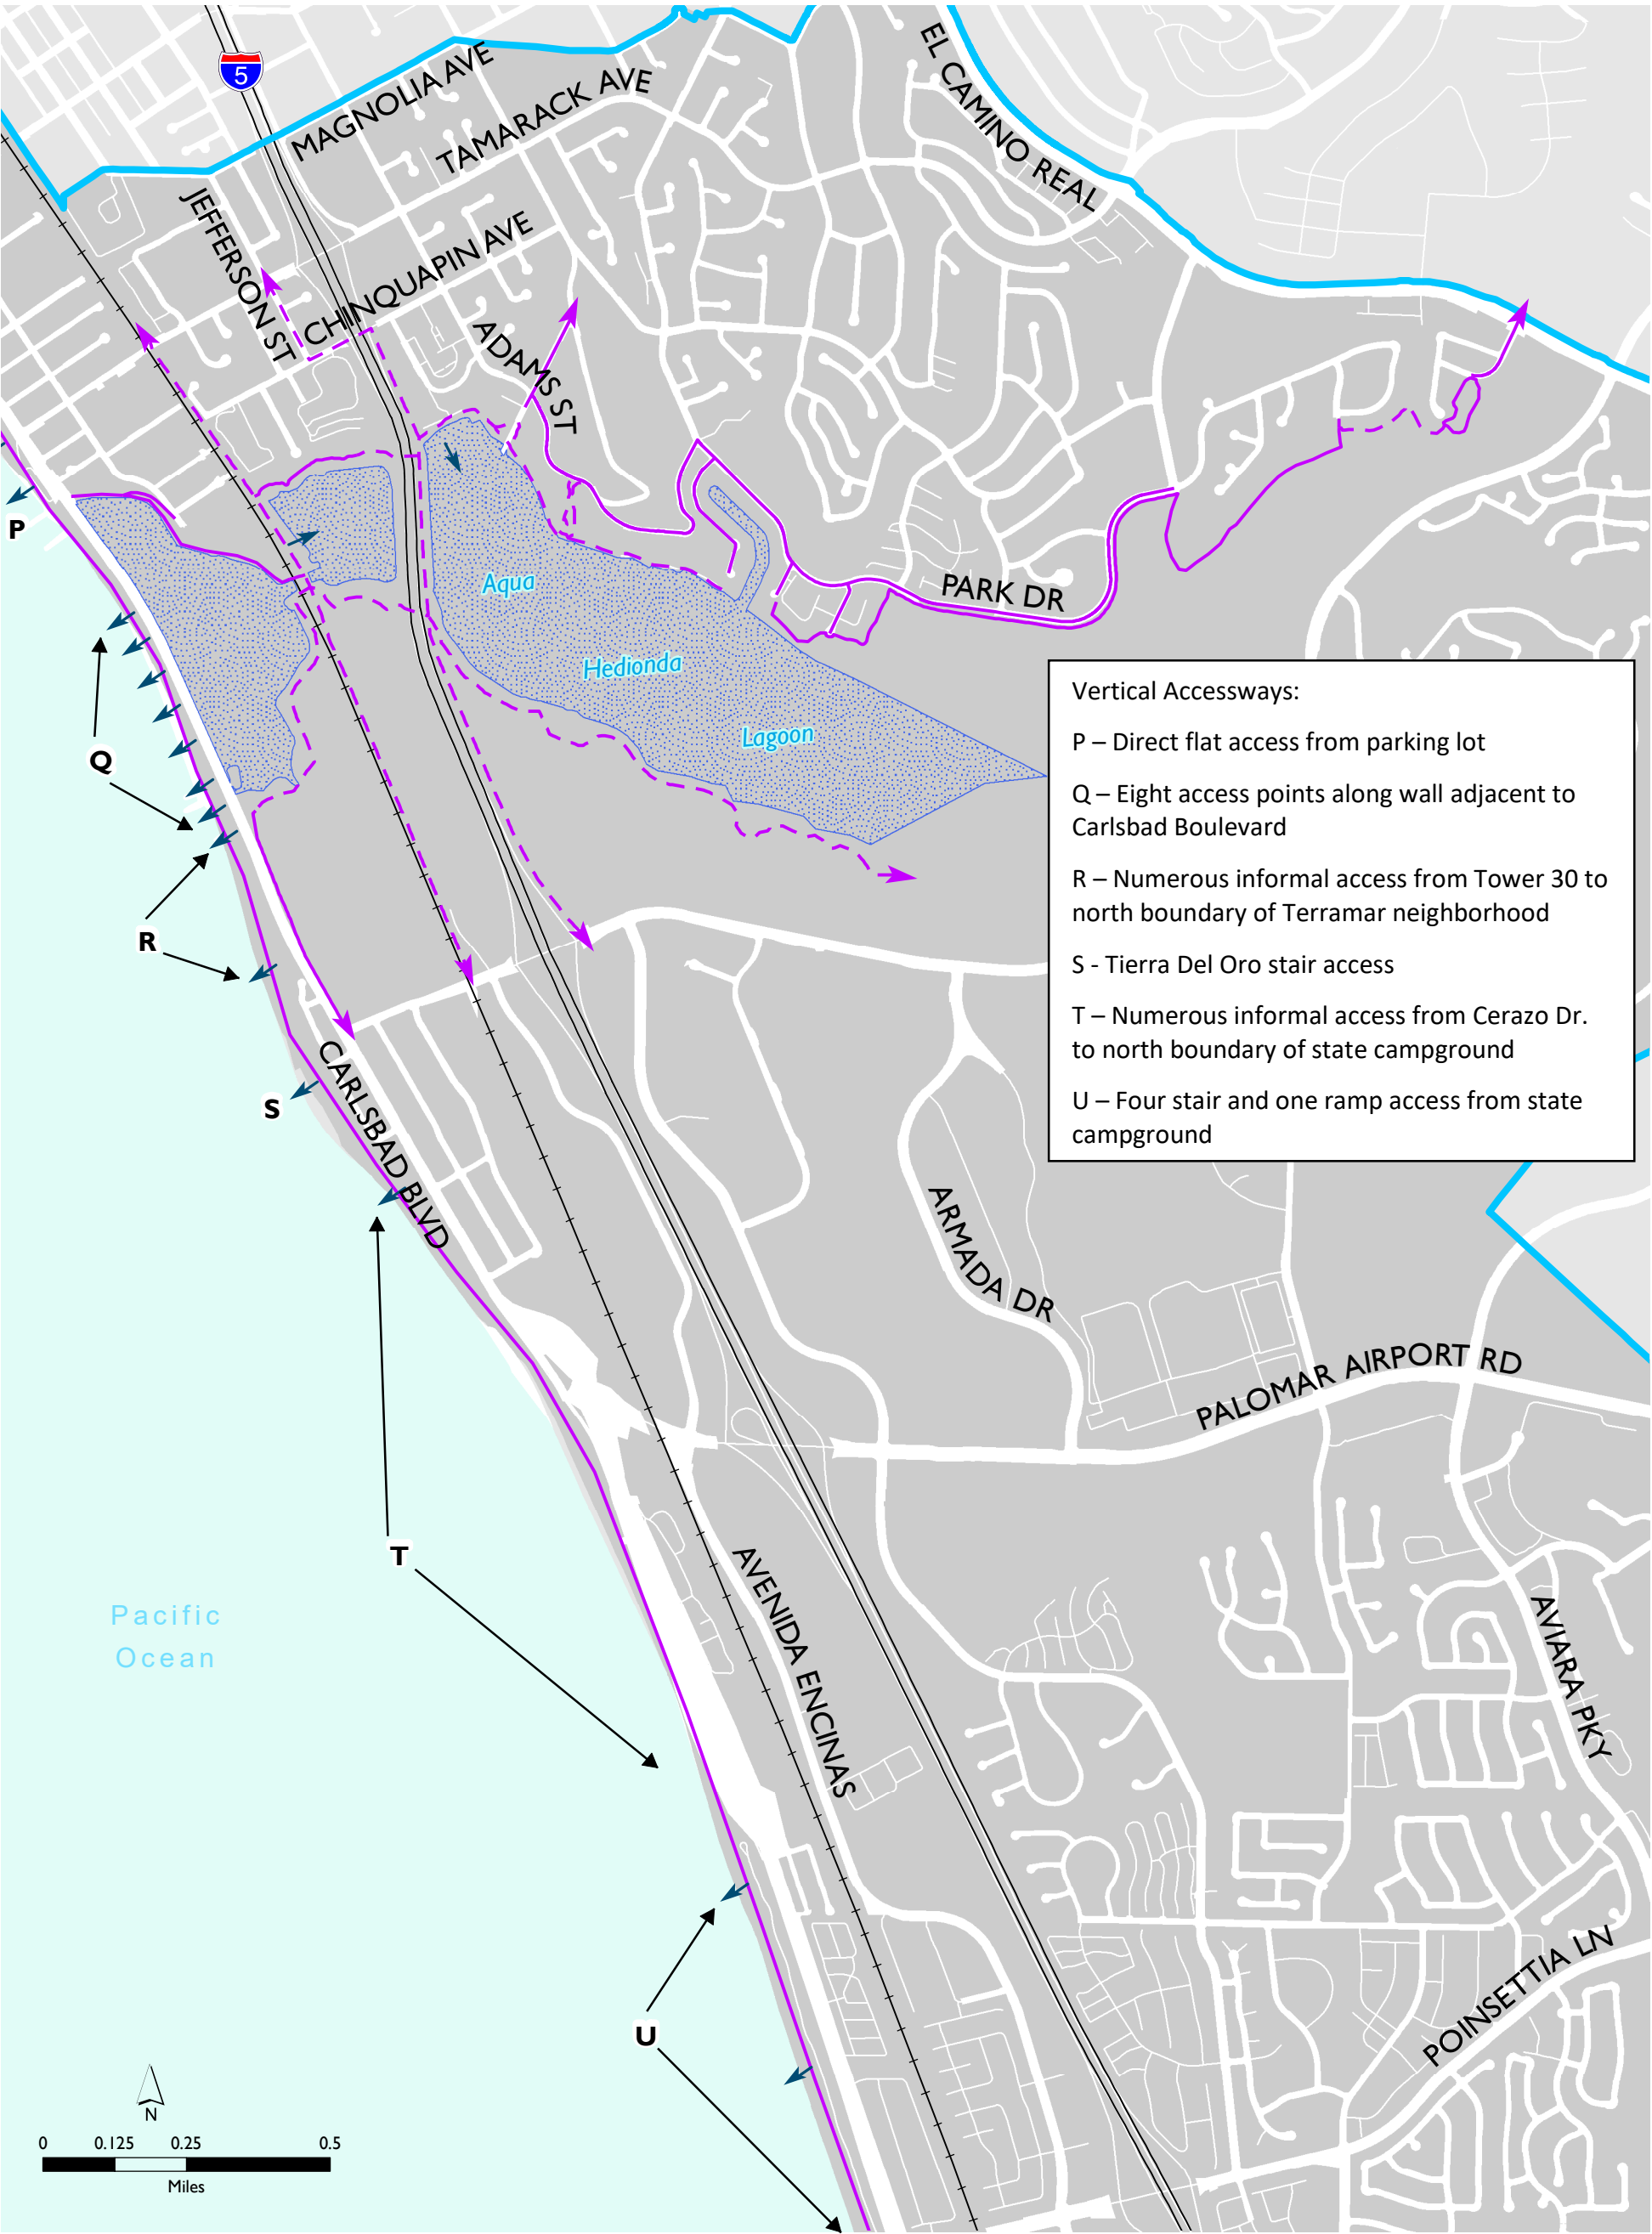 5
MAGNOLIA AVE
TAMARACK AVE
EL CAMINO REAL
JEFFERSON ST
CHINQUAPIN AVE
ADAMS ST
P
Aqua
PARK DR
Hedionda
Lagoon
Q
R
Vertical Accessways:
P – Direct flat access from parking lot
Q – Eight access points along wall adjacent to
Carlsbad Boulevard
R – Numerous informal access from Tower 30 to
north boundary of Terramar neighborhood
S - Tierra Del Oro stair access
T – Numerous informal access from Cerazo Dr.
to north boundary of state campground
U – Four stair and one ramp access from state
campground
S
CARLSBAD BLVD
ARMADA DR
PALOMAR AIRPORT RD
T
AVENIDA ENCINAS
AVIARA PKY
Pacific
Ocean
POINSETTIA LN
U
N
0 0.125 0.25 0.5
Miles